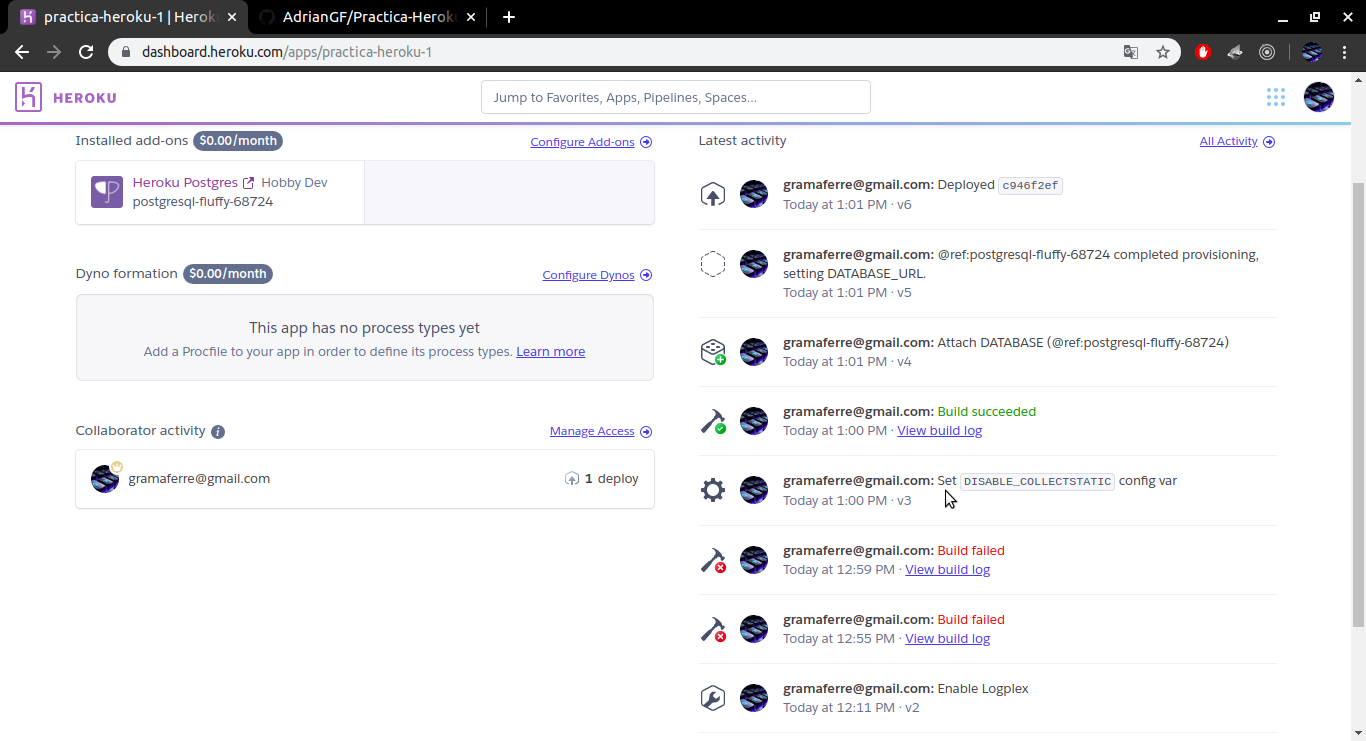 practica-heroku-1 | Herok
AdrianGF/Practica-Herok
dashboard.heroku.com/apps/practica-heroku-1
HEROKU
Jump to Favorites, Apps, Pipelines, Spaces...
Installed add-ons $0.00/month
Configure Add-ons
Heroku Postgres Hobby Dev
postgresql-fluffy-68724
Dyno formation $0.00/month
Configure Dynos
This app has no process types yet
Add a Procfile to your app in order to define its process types. Learn more
Collaborator activity
Manage Access
gramaferre@gmail.com
1 deploy
Latest activity
All Activity
gramaferre@gmail.com: Deployed c946f2ef
Today at 1:01 PM · v6
gramaferre@gmail.com: @ref:postgresql-fluffy-68724 completed provisioning,
setting DATABASE_URL.
Today at 1:01 PM · v5
gramaferre@gmail.com: Attach DATABASE (@ref:postgresql-fluffy-68724)
Today at 1:01 PM · v4
gramaferre@gmail.com: Build succeeded
Today at 1:00 PM · View build log
gramaferre@gmail.com: Set DISABLE_COLLECTSTATIC config var
Today at 1:00 PM · v3
gramaferre@gmail.com: Build failed
Today at 12:59 PM · View build log
gramaferre@gmail.com: Build failed
Today at 12:55 PM · View build log
gramaferre@gmail.com: Enable Logplex
Today at 12:11 PM · v2